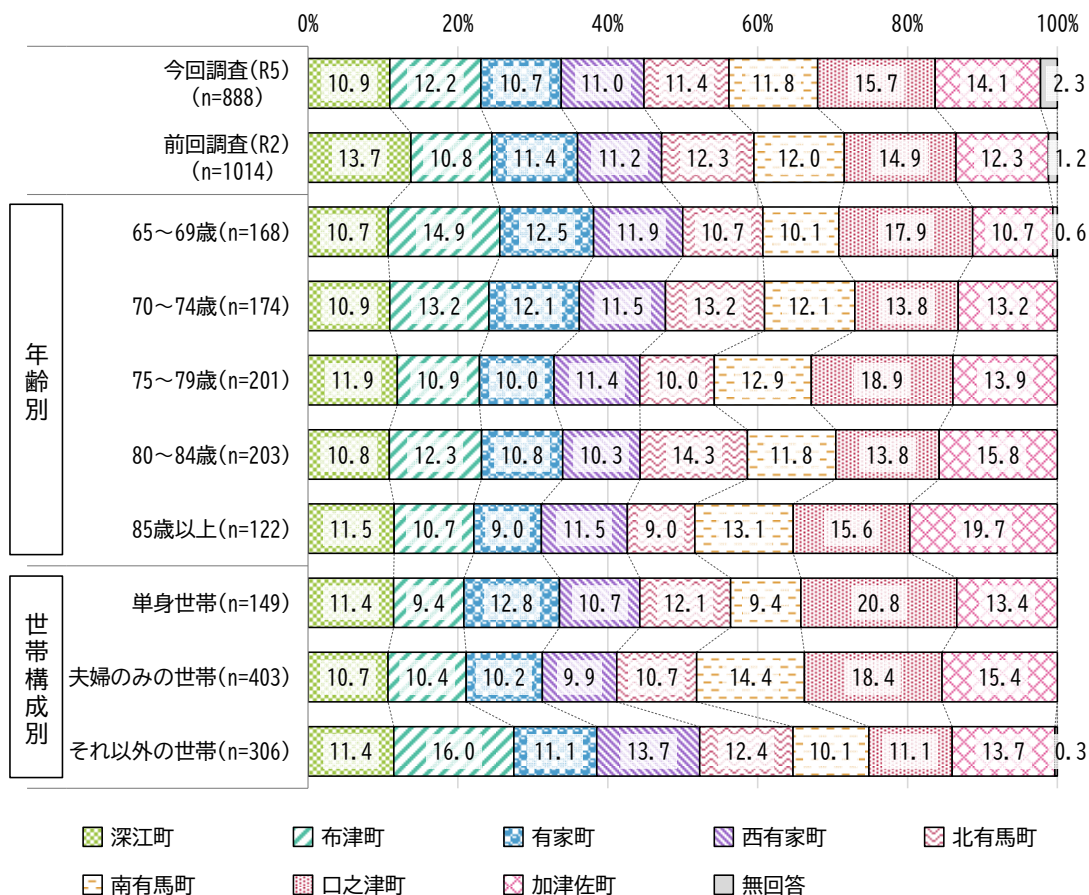 0% 20% 40% 60% 80% 100%
今回調査(R5)
(n=888)
10.9 12.2 10.7 11.0 11.4 11.8 15.7 14.1 2.3
前回調査(R2)
(n=1014)
13.7 10.8 11.4 11.2 12.3 12.0 14.9 12.3 1.2
年齢別
65～69歳(n=168) 10.7 14.9 12.5 11.9 10.7 10.1 17.9 10.7 0.6
70～74歳(n=174) 10.9 13.2 12.1 11.5 13.2 12.1 13.8 13.2
75～79歳(n=201) 11.9 10.9 10.0 11.4 10.0 12.9 18.9 13.9
80～84歳(n=203) 10.8 12.3 10.8 10.3 14.3 11.8 13.8 15.8
85歳以上(n=122) 11.5 10.7 9.0 11.5 9.0 13.1 15.6 19.7
世帯構成別
単身世帯(n=149) 11.4 9.4 12.8 10.7 12.1 9.4 20.8 13.4
夫婦のみの世帯(n=403) 10.7 10.4 10.2 9.9 10.7 14.4 18.4 15.4
それ以外の世帯(n=306) 11.4 16.0 11.1 13.7 12.4 10.1 11.1 13.7 0.3
深江町 布津町 有家町 西有家町 北有馬町
南有馬町 口之津町 加津佐町 無回答